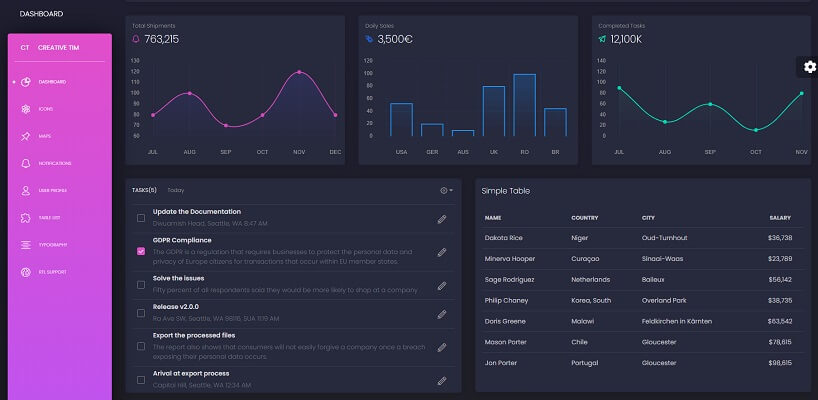 DASHBOARD
CT CREATIVE TIM
DASHBOARD
ICONS
MAPS
NOTIFICATIONS
USER PROFILE
TABLE LIST
TYPOGRAPHY
RTL SUPPORT
Total Shipments
763,215
130
120
110
100
90
80
70
60
JUL AUG SEP OCT NOV DEC
Daily Sales
3,500€
120
100
80
60
40
20
0
USA GER AUS UK RO BR
Completed Tasks
12,100K
140
120
100
80
60
40
20
0
JUL AUG SEP OCT NOV
TASKS(5) Today
Update the Documentation
Dwuamish Head, Seattle, WA 8:47 AM
GDPR Compliance
The GDPR is a regulation that requires businesses to protect the personal data and
privacy of Europe citizens for transactions that occur within EU member states.
Solve the issues
Fifty percent of all respondents said they would be more likely to shop at a company
Release v2.0.0
Ra Ave SW, Seattle, WA 98116, SUA 11:19 AM
Export the processed files
The report also shows that consumers will not easily forgive a company once a breach
exposing their personal data occurs.
Arival at export process
Capitol Hill, Seattle, WA 12:34 AM
Simple Table
NAME COUNTRY CITY SALARY
Dakota Rice Niger Oud-Turnhout $36,738
Minerva Hooper Curaçao Sinaai-Waas $23,789
Sage Rodriguez Netherlands Baileux $56,142
Philip Chaney Korea, South Overland Park $38,735
Doris Greene Malawi Feldkirchen in Kärnten $63,542
Mason Porter Chile Gloucester $78,615
Jon Porter Portugal Gloucester $98,615